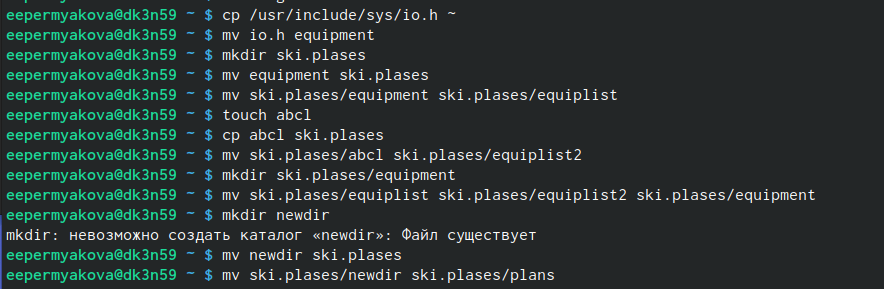 eepermyakova@dk3n59 ~ $ cp /usr/include/sys/io.h ~
eepermyakova@dk3n59 ~ $ mv io.h equipment
eepermyakova@dk3n59 ~ $ mkdir ski.plases
eepermyakova@dk3n59 ~ $ mv equipment ski.plases
eepermyakova@dk3n59 ~ $ mv ski.plases/equipment ski.plases/equiplist
eepermyakova@dk3n59 ~ $ touch abcl
eepermyakova@dk3n59 ~ $ cp abcl ski.plases
eepermyakova@dk3n59 ~ $ mv ski.plases/abcl ski.plases/equiplist2
eepermyakova@dk3n59 ~ $ mkdir ski.plases/equipment
eepermyakova@dk3n59 ~ $ mv ski.plases/equiplist ski.plases/equiplist2 ski.plases/equipment
eepermyakova@dk3n59 ~ $ mkdir newdir
mkdir: невозможно создать каталог «newdir»: Файл существует
eepermyakova@dk3n59 ~ $ mv newdir ski.plases
eepermyakova@dk3n59 ~ $ mv ski.plases/newdir ski.plases/plans